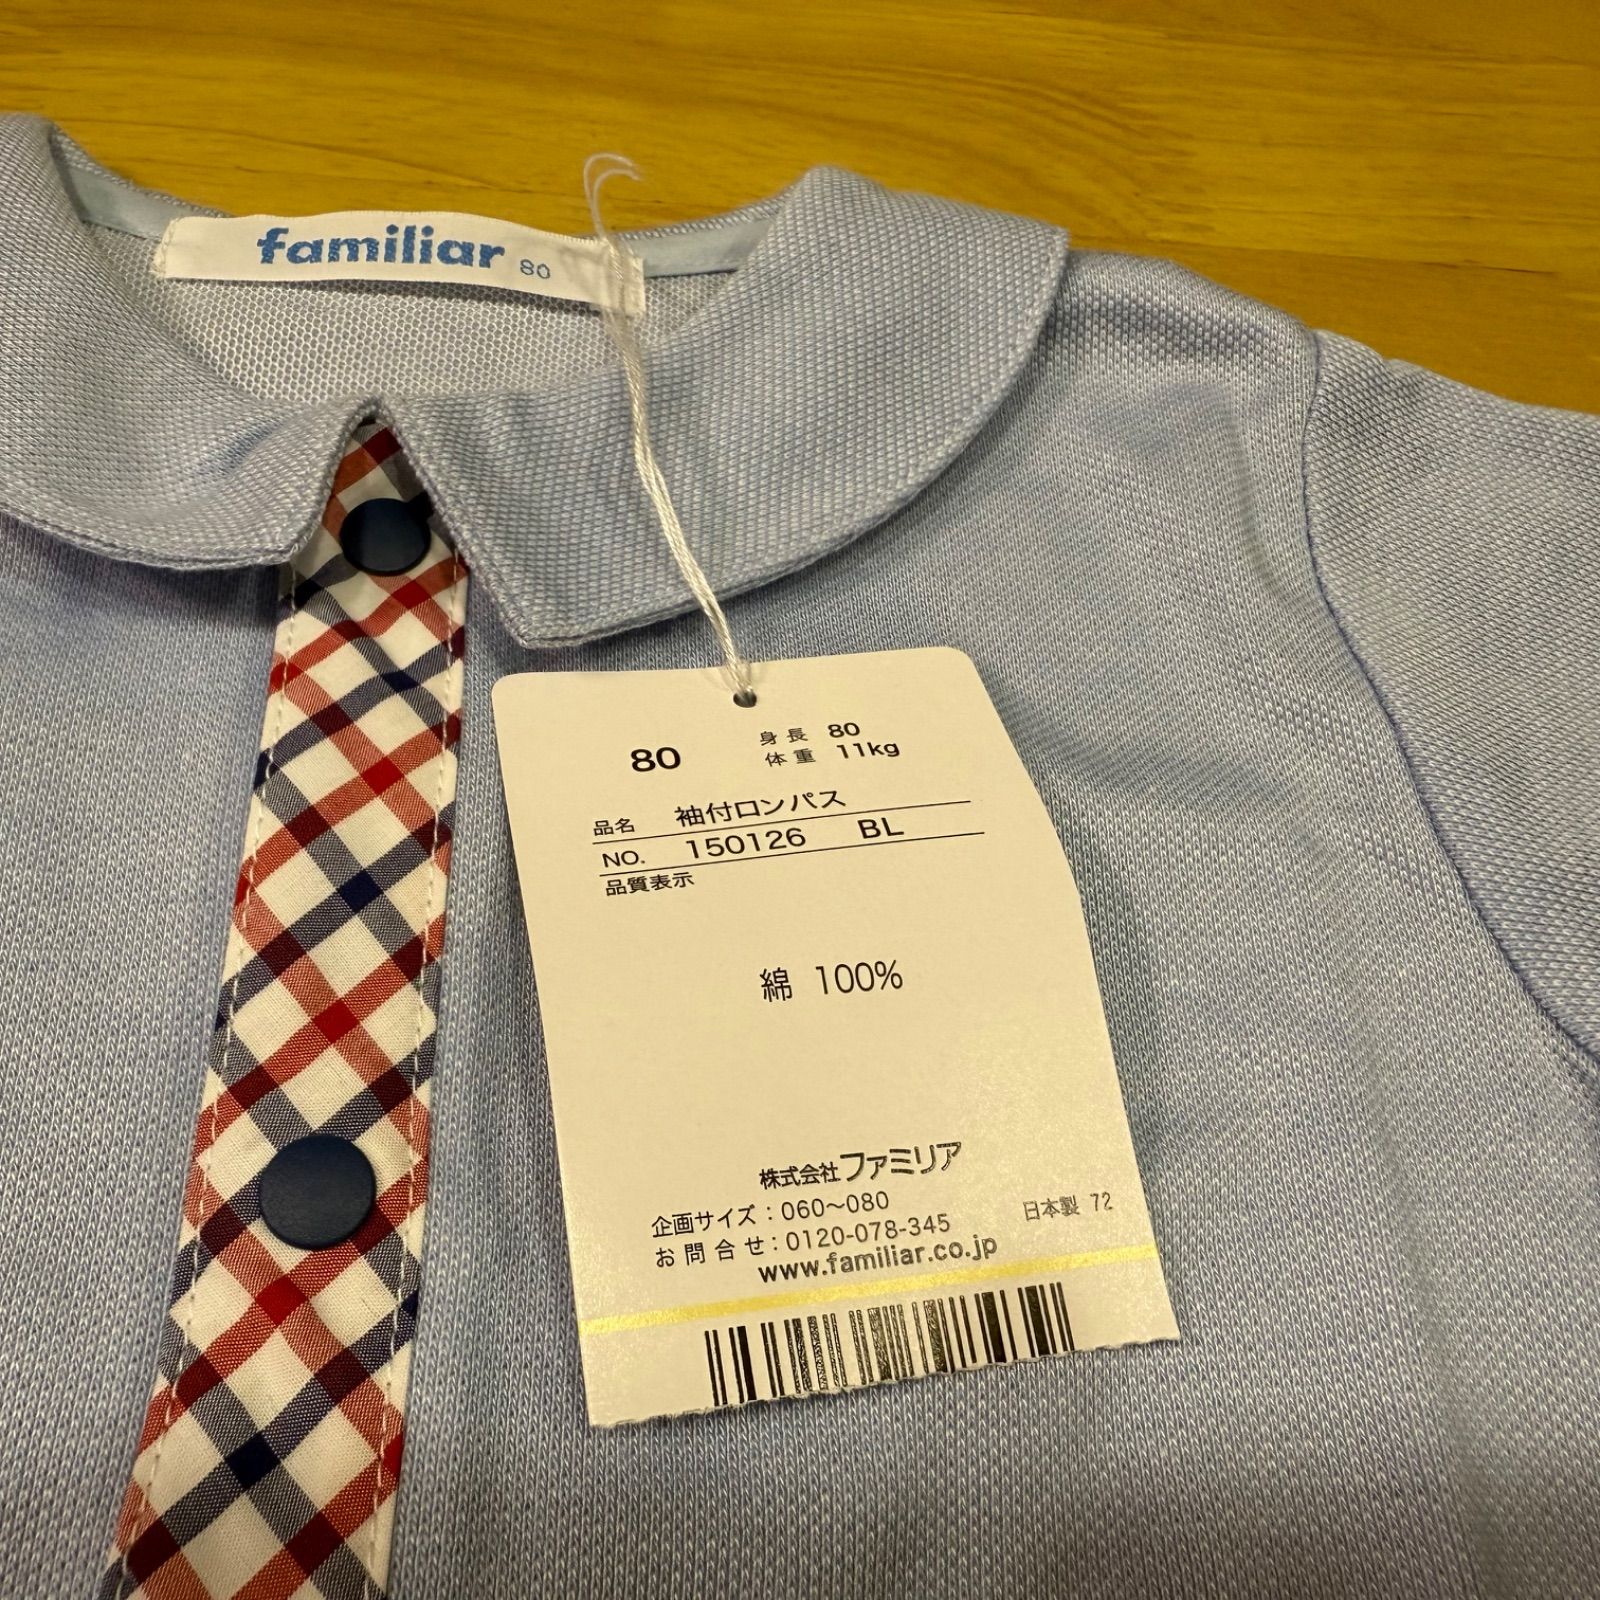 familiar 80
80 身長 80
体重 11kg
品名 袖付ロンパス
NO. 150126 BL
品質表示
綿 100%
株式会社ファミリア
企画サイズ：060〜080
日本製 72
お問合せ：0120-078-345
www.familiar.co.jp